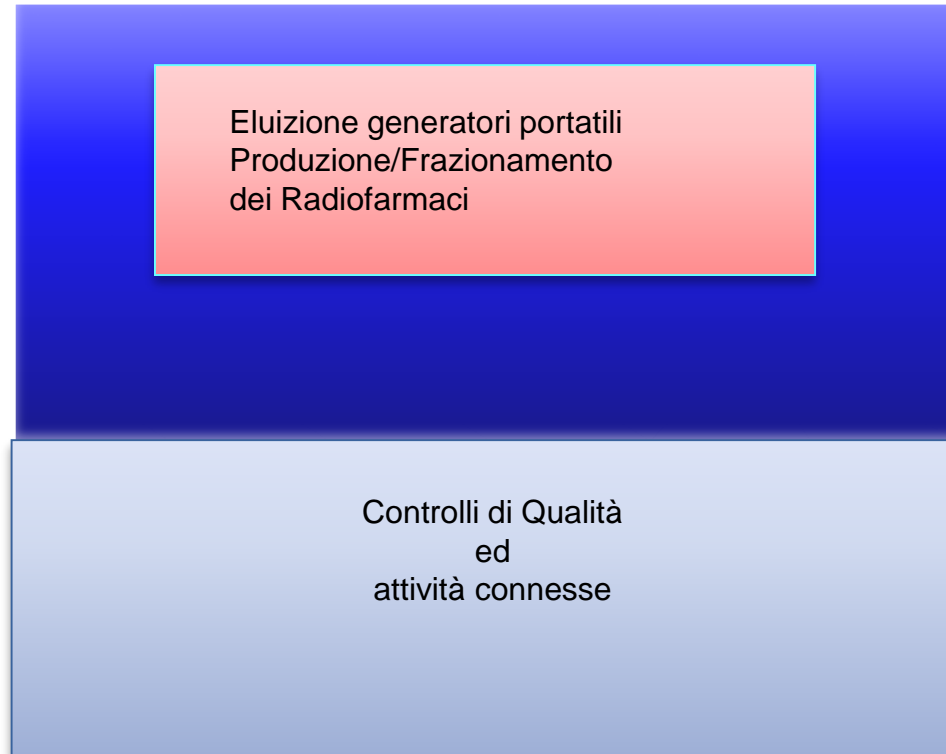 Eluizione generatori portatili
Produzione/Frazionamento
dei Radiofarmaci
Controlli di Qualità
ed
attività connesse